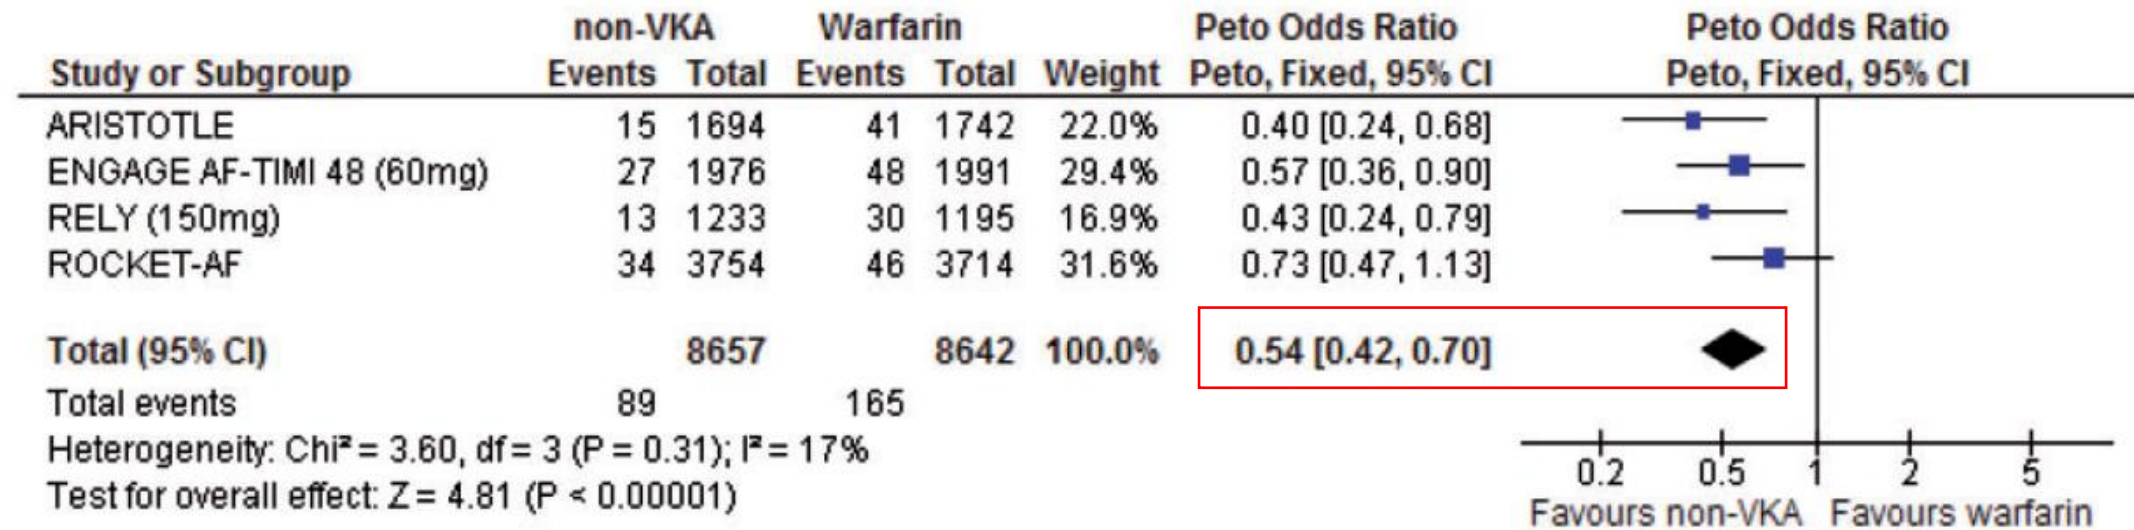 non-VKA Warfarin Peto Odds Ratio Peto Odds Ratio
Study or Subgroup Events Total Events Total Weight Peto, Fixed, 95% CI Peto, Fixed, 95% CI
ARISTOTLE 15 1694 41 1742 22.0% 0.40 [0.24, 0.68]
ENGAGE AF-TIMI 48 (60mg) 27 1976 48 1991 29.4% 0.57 [0.36, 0.90]
RELY (150mg) 13 1233 30 1195 16.9% 0.43 [0.24, 0.79]
ROCKET-AF 34 3754 46 3714 31.6% 0.73 [0.47, 1.13]
Total (95% CI) 8657 8642 100.0% 0.54 [0.42, 0.70]
Total events 89 165
Heterogeneity: Chi² = 3.60, df = 3 (P = 0.31); I² = 17%
Test for overall effect: Z = 4.81 (P < 0.00001)
0.2 0.5 1 2 5
Favours non-VKA Favours warfarin